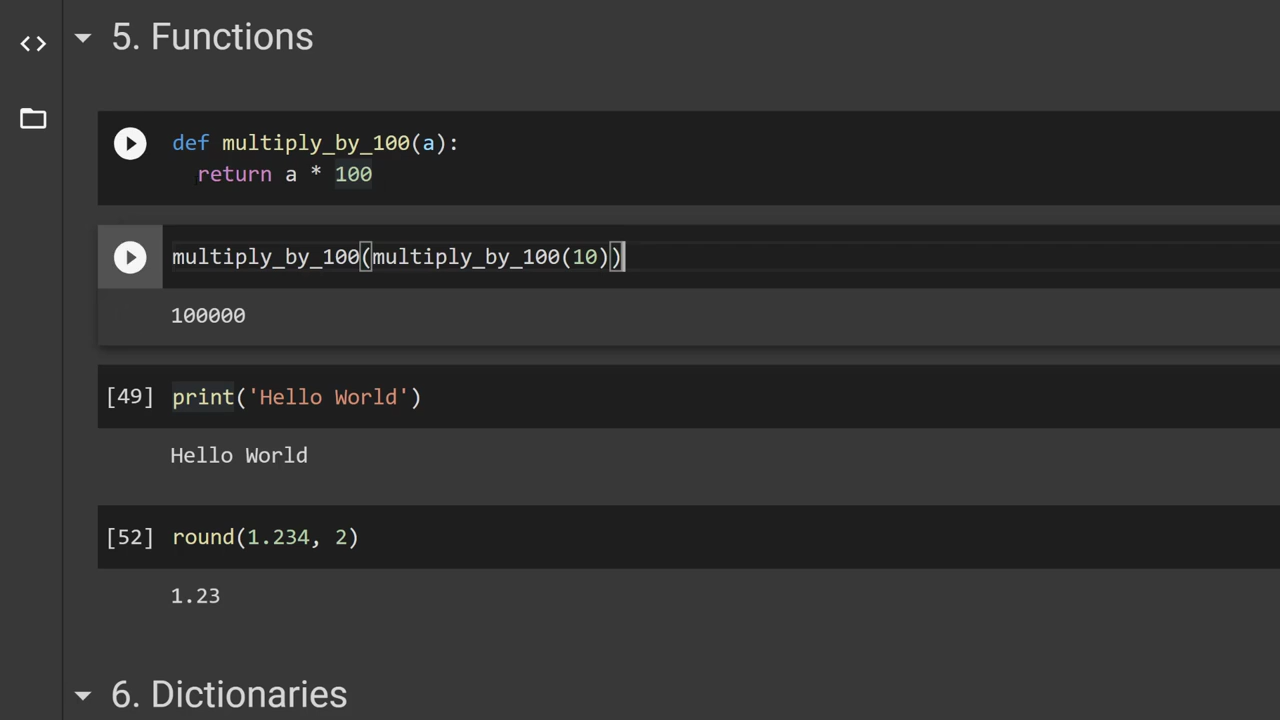 5. Functions
def multiply_by_100(a):
  return a * 100
multiply_by_100(multiply_by_100(10))
100000
[49] print('Hello World')
Hello World
[52] round(1.234, 2)
1.23
6. Dictionaries